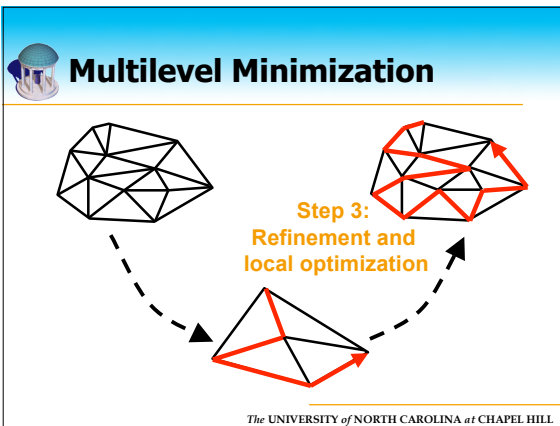 Multilevel Minimization
Step 3:
Refinement and
local optimization
The UNIVERSITY of NORTH CAROLINA at CHAPEL HILL